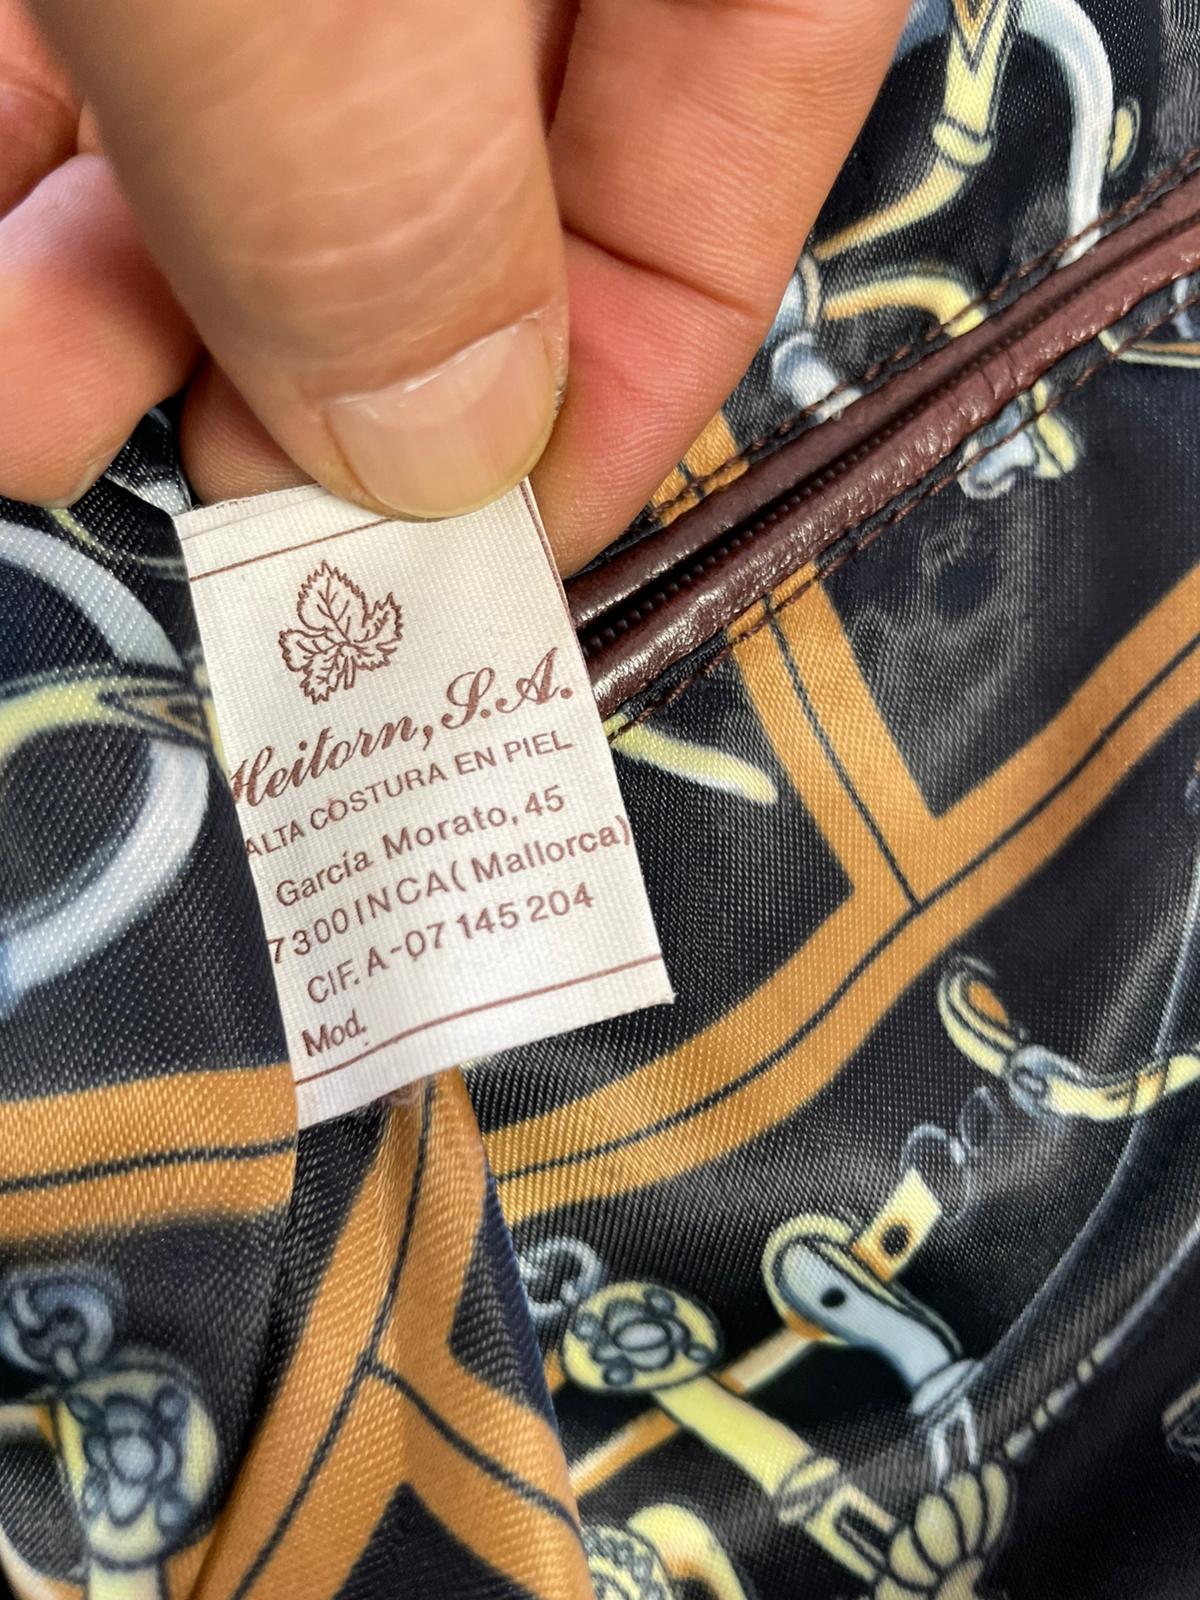 Heitorn, S.A.
ALTA COSTURA EN PIEL
García Morato, 45
7300 INCA (Mallorca)
CIF. A-07 145 204
Mod.